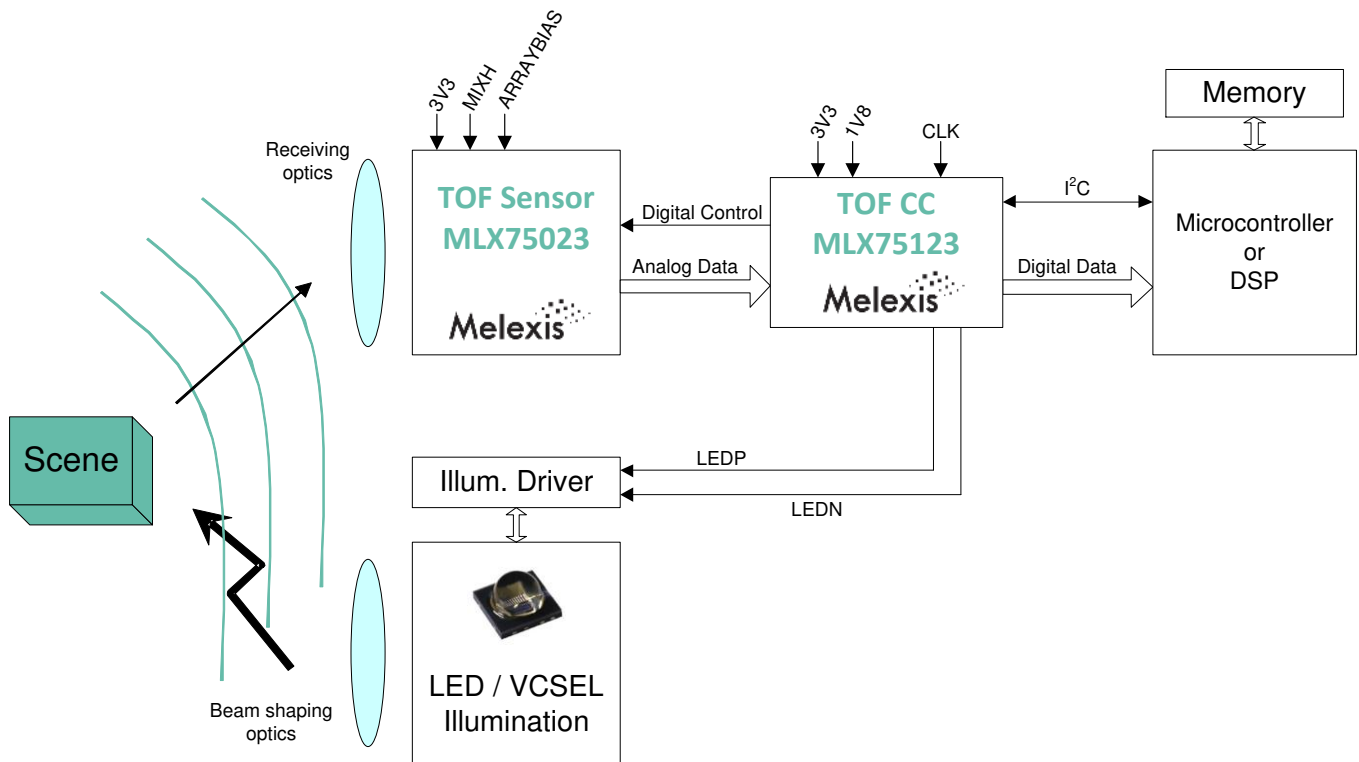 3V3
MIXH
ARRAYBIAS
Receiving
optics
TOF Sensor
MLX75023
Melexis
Digital Control
Analog Data
3V3
1V8
CLK
TOF CC
MLX75123
Melexis
I²C
Digital Data
Memory
Microcontroller
or
DSP
Scene
Illum. Driver
LEDP
LEDN
LED / VCSEL
Illumination
Beam shaping
optics